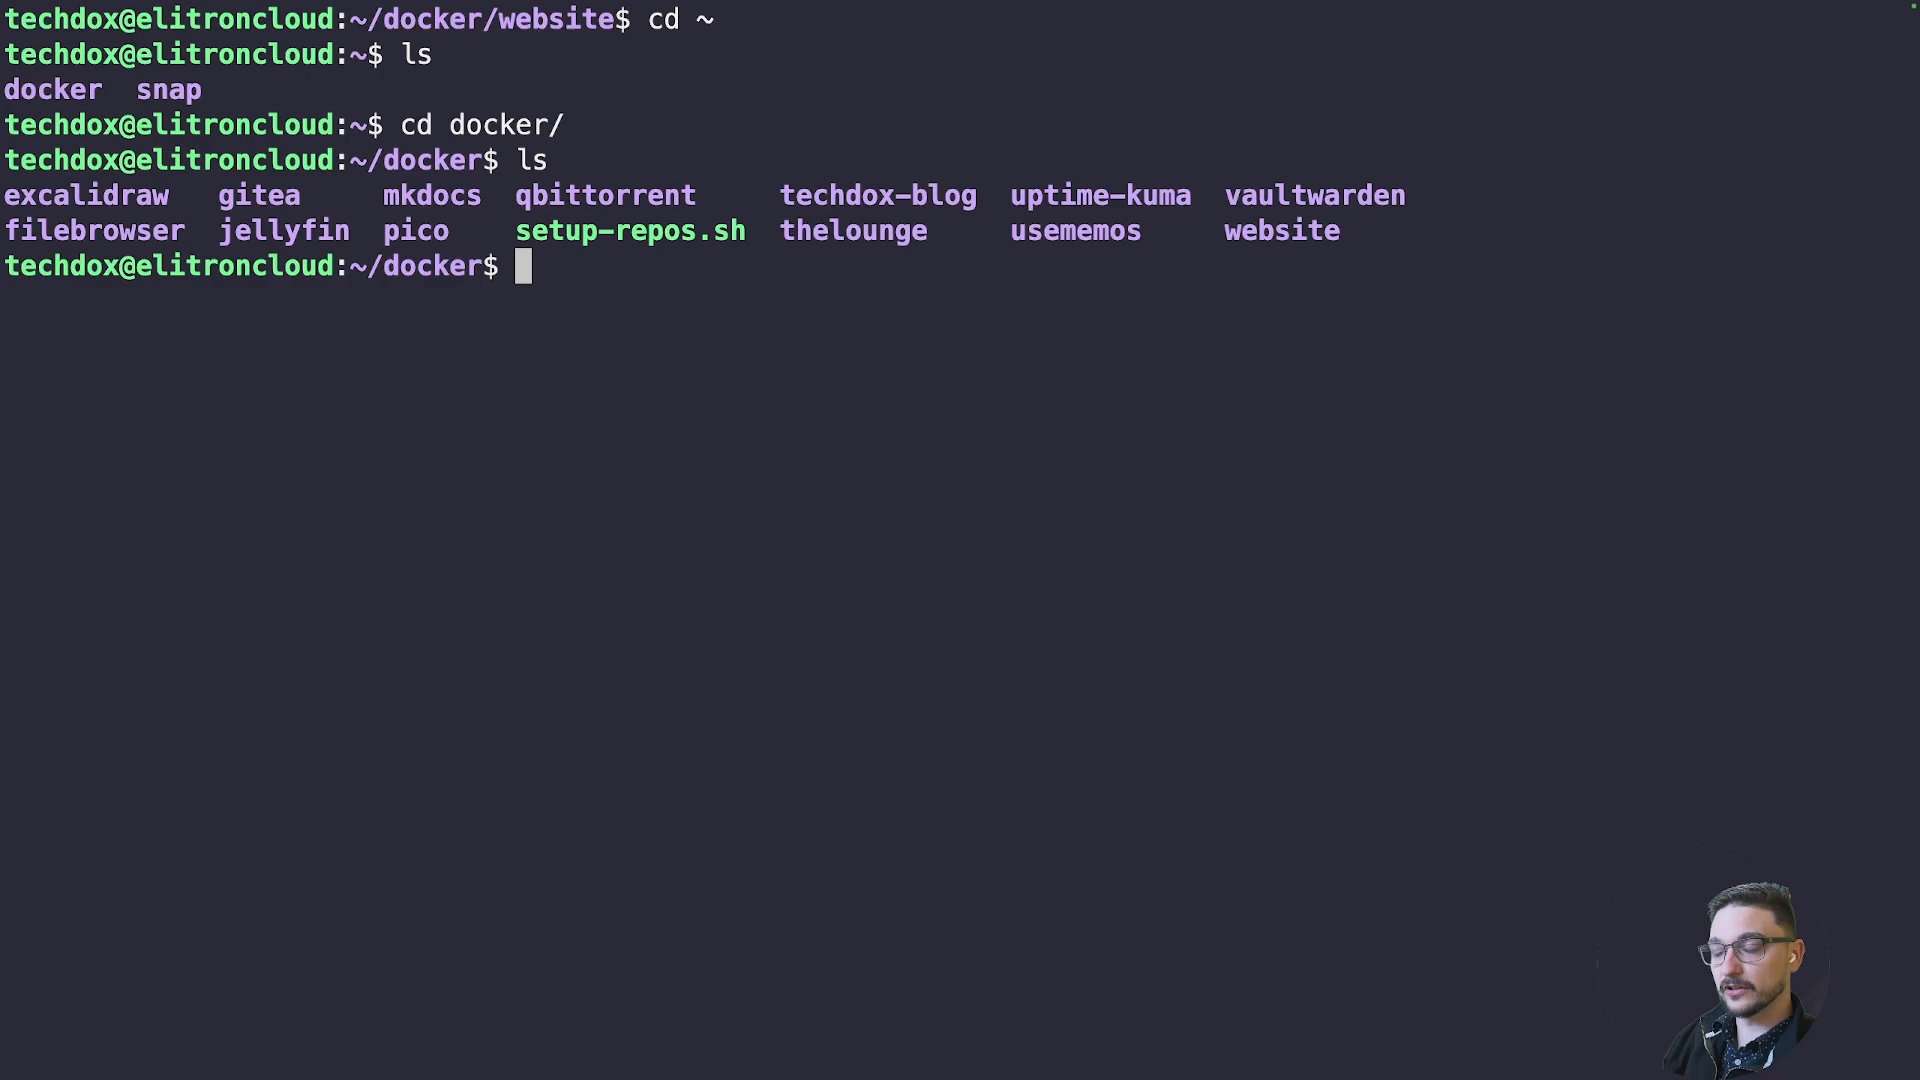 techdox@elitroncloud:~/docker/website$ cd ~
techdox@elitroncloud:~$ ls
docker  snap
techdox@elitroncloud:~$ cd docker/
techdox@elitroncloud:~/docker$ ls
excalidraw  gitea  mkdocs  qbittorrent  techdox-blog  uptime-kuma  vaultwarden
filebrowser  jellyfin  pico  setup-repos.sh  thelounge  usememos  website
techdox@elitroncloud:~/docker$